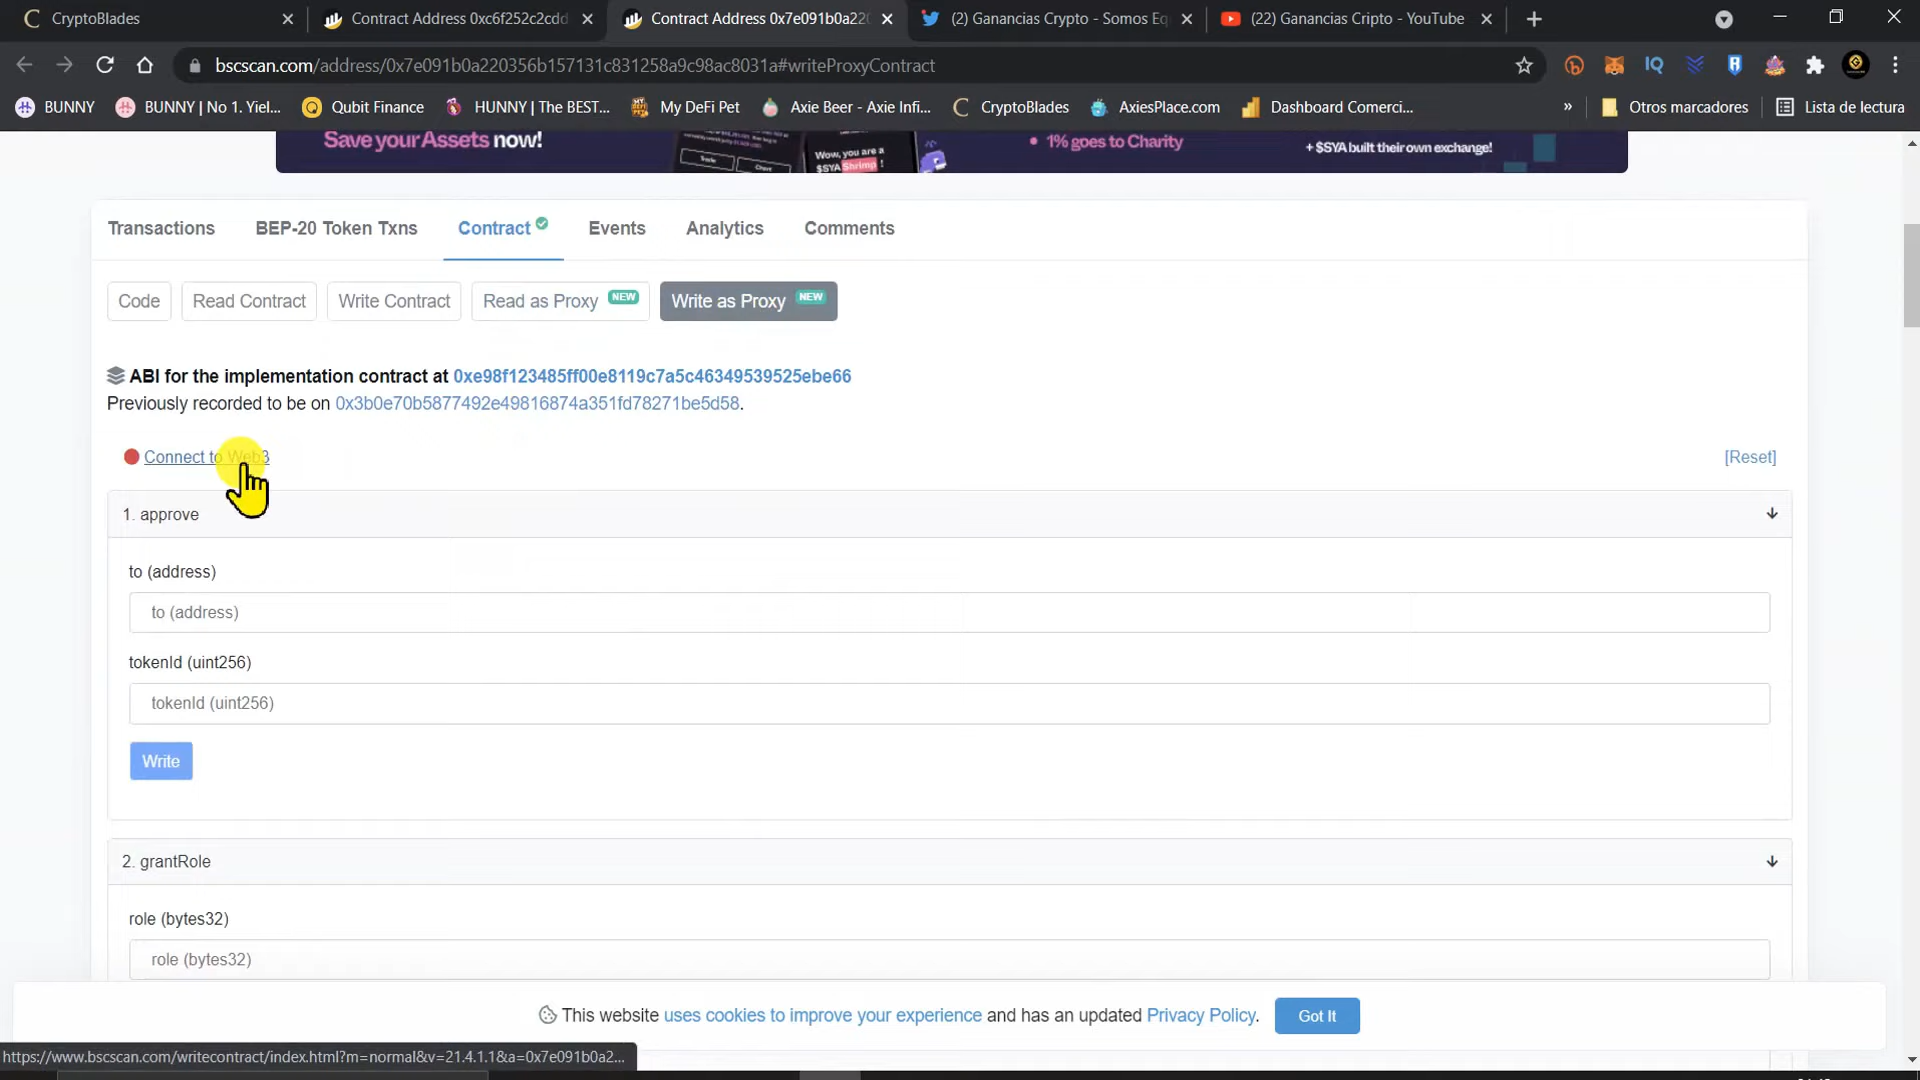 CryptoBlades
Contract Address 0xc6f252c2cdd
Contract Address 0x7e091b0a220
(2) Ganancias Crypto - Somos Eq
(22) Ganancias Cripto - YouTube
bscscan.com/address/0x7e091b0a220356b157131c831258a9c98ac8031a#writeProxyContract
BUNNY
BUNNY | No 1. Yiel...
Qubit Finance
HUNNY | The BEST...
My DeFi Pet
Axie Beer - Axie Infi...
CryptoBlades
AxiesPlace.com
Dashboard Comerci...
»
Otros marcadores
Lista de lectura
Save your Assets now!
Wow, you are a
$SYA Shrimp !
• 1% goes to Charity
+ $SYA built their own exchange!
Transactions
BEP-20 Token Txns
Contract
Events
Analytics
Comments
Code
Read Contract
Write Contract
Read as Proxy NEW
Write as Proxy NEW
ABI for the implementation contract at 0xe98f123485ff00e8119c7a5c46349539525ebe66
Previously recorded to be on 0x3b0e70b5877492e49816874a351fd78271be5d58.
Connect to Web3
[Reset]
1. approve
to (address)
to (address)
tokenId (uint256)
tokenId (uint256)
Write
2. grantRole
role (bytes32)
role (bytes32)
This website uses cookies to improve your experience and has an updated Privacy Policy.
Got It
https://www.bscscan.com/writecontract/index.html?m=normal&v=21.4.1.1&a=0x7e091b0a2...